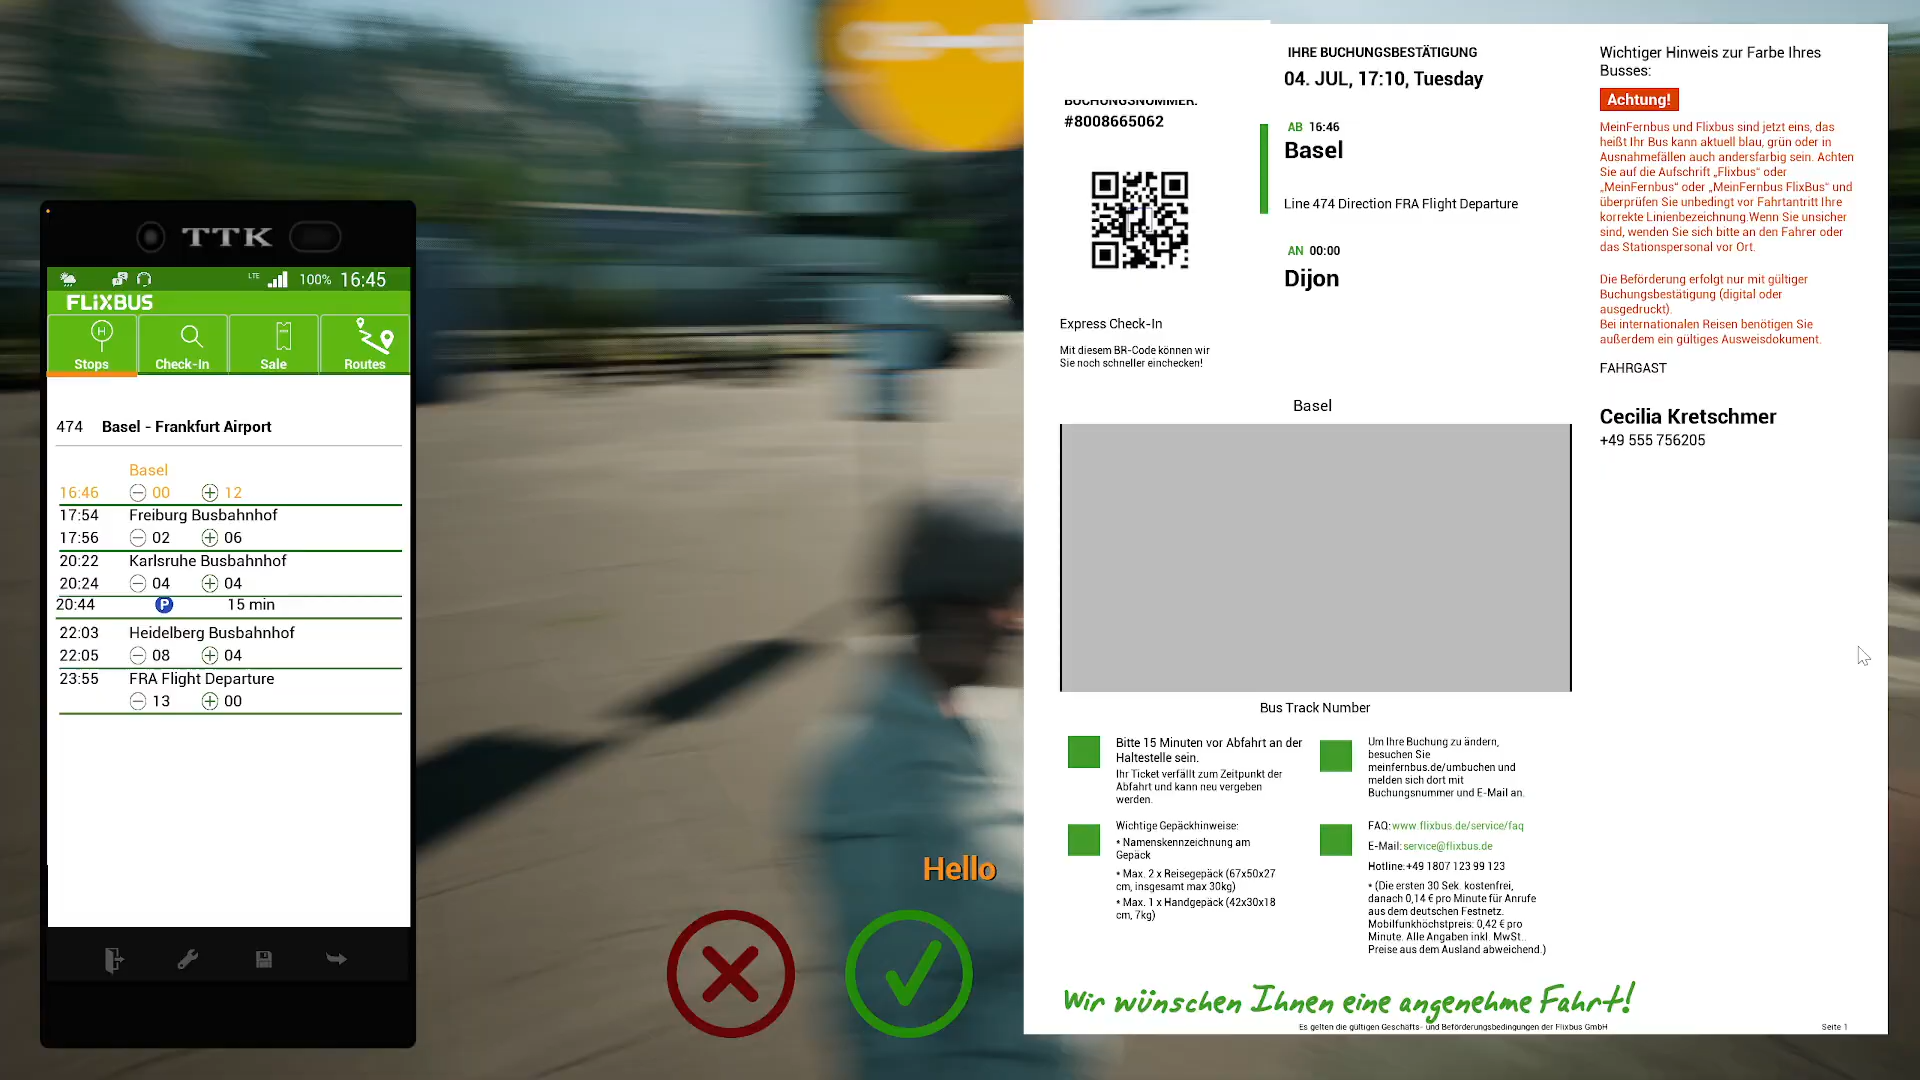 TTK
LTE 100% 16:45
FLiXBUS
Stops
Check-In
Sale
Routes
474 Basel - Frankfurt Airport
Basel
16:46 00 12
17:54 Freiburg Busbahnhof
17:56 02 06
20:22 Karlsruhe Busbahnhof
20:24 04 04
20:44 P 15 min
22:03 Heidelberg Busbahnhof
22:05 08 04
23:55 FRA Flight Departure
13 00
Hello
BUCHUNGSNUMMER:
#8008665062
Express Check-In
Mit diesem BR-Code können wir
Sie noch schneller einchecken!
IHRE BUCHUNGSBESTÄTIGUNG
04. JUL, 17:10, Tuesday
AB 16:46
Basel
Line 474 Direction FRA Flight Departure
AN 00:00
Dijon
Wichtiger Hinweis zur Farbe Ihres
Busses:
Achtung!
MeinFernbus und Flixbus sind jetzt eins, das
heißt Ihr Bus kann aktuell blau, grün oder in
Ausnahmefällen auch andersfarbig sein. Achten
Sie auf die Aufschrift „Flixbus“ oder
„MeinFernbus“ oder „MeinFernbus FlixBus“ und
überprüfen Sie unbedingt vor Fahrtantritt Ihre
korrekte Linienbezeichnung.Wenn Sie unsicher
sind, wenden Sie sich bitte an den Fahrer oder
das Stationspersonal vor Ort.
Die Beförderung erfolgt nur mit gültiger
Buchungsbestätigung (digital oder
ausgedruckt).
Bei internationalen Reisen benötigen Sie
außerdem ein gültiges Ausweisdokument.
FAHRGAST
Cecilia Kretschmer
+49 555 756205
Basel
Bus Track Number
Bitte 15 Minuten vor Abfahrt an der
Haltestelle sein.
Ihr Ticket verfällt zum Zeitpunkt der
Abfahrt und kann neu vergeben
werden.
Um Ihre Buchung zu ändern,
besuchen Sie
meinfernbus.de/umbuchen und
melden sich dort mit
Buchungsnummer und E-Mail an.
Wichtige Gepäckhinweise:
* Namenskennzeichnung am
Gepäck
* Max. 2 x Reisegepäck (67x50x27
cm, insgesamt max 30kg)
* Max. 1 x Handgepäck (42x30x18
cm, 7kg)
FAQ: www.flixbus.de/service/faq
E-Mail: service@flixbus.de
Hotline: +49 1807 123 99 123
* (Die ersten 30 Sek. kostenfrei,
danach 0,14 € pro Minute für Anrufe
aus dem deutschen Festnetz.
Mobilfunkhöchstpreis: 0,42 € pro
Minute. Alle Angaben inkl. MwSt..
Preise aus dem Ausland abweichend.)
Wir wünschen Ihnen eine angenehme Fahrt!
Es gelten die gültigen Geschäfts- und Beförderungsbedingungen der Flixbus GmbH
Seite 1